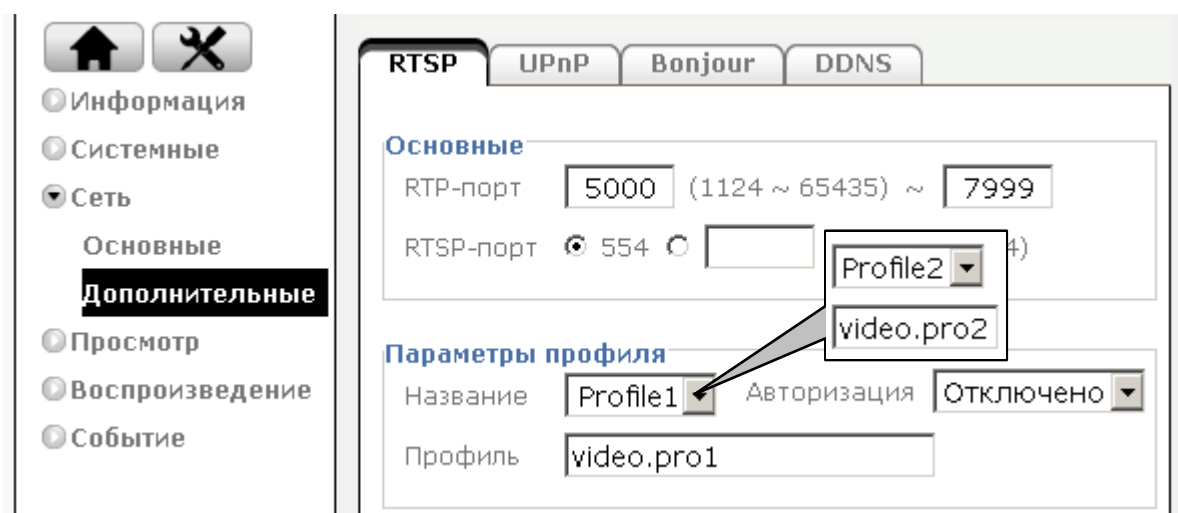 RTSP UPnP Bonjour DDNS
Информация
Системные
Сеть
Основные
Дополнительные
Просмотр
Воспроизведение
Событие
Основные
RTP-порт 5000 (1124 ~ 65435) ~ 7999
RTSP-порт 554 4)
Profile2
video.pro2
Параметры профиля
Название Profile1 Авторизация Отключено
Профиль video.pro1